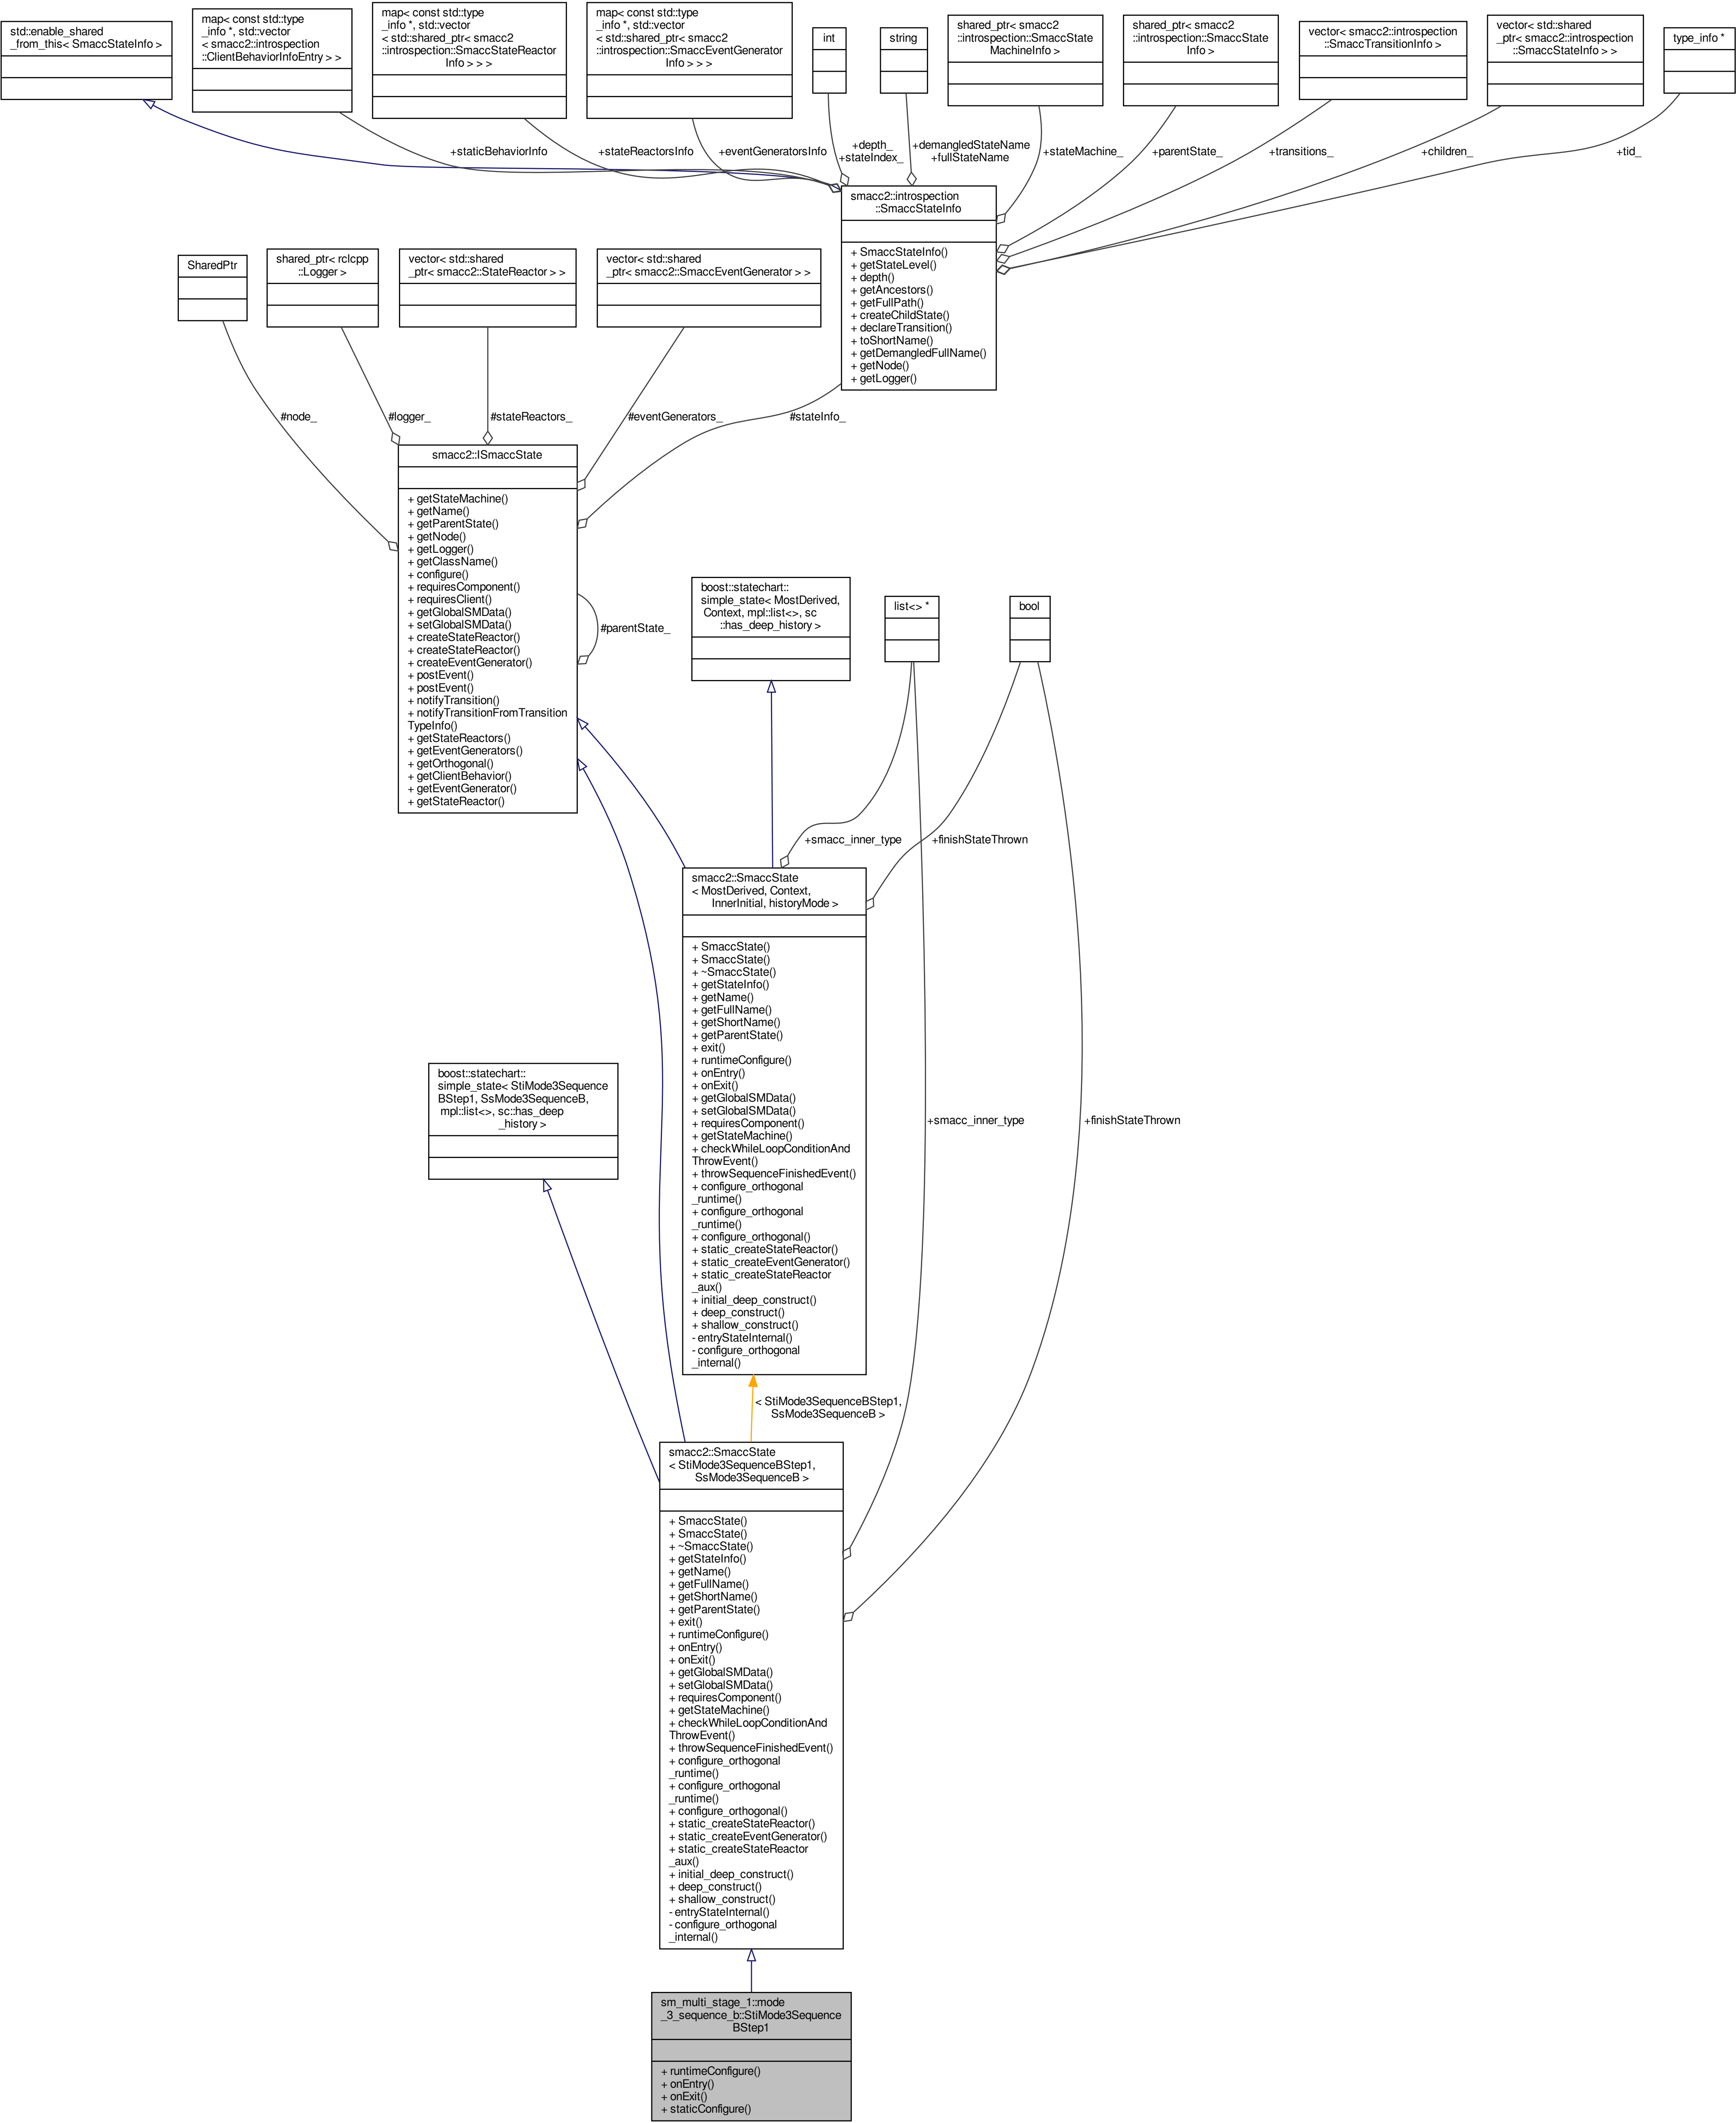 std::enable_shared
_from_this< SmaccStateInfo >
map< const std::type
_info *, std::vector
< smacc2::introspection
::ClientBehaviorInfoEntry > >
map< const std::type
_info *, std::vector
< std::shared_ptr< smacc2
::introspection::SmaccStateReactor
Info > > >
map< const std::type
_info *, std::vector
< std::shared_ptr< smacc2
::introspection::SmaccEventGenerator
Info > > >
int
string
shared_ptr< smacc2
::introspection::SmaccState
MachineInfo >
shared_ptr< smacc2
::introspection::SmaccState
Info >
vector< smacc2::introspection
::SmaccTransitionInfo >
vector< std::shared
_ptr< smacc2::introspection
::SmaccStateInfo > >
type_info *
+staticBehaviorInfo
+stateReactorsInfo
+eventGeneratorsInfo
+depth_
+stateIndex_
+demangledStateName
+fullStateName
+stateMachine_
+parentState_
+transitions_
+children_
+tid_
smacc2::introspection
::SmaccStateInfo
+ SmaccStateInfo()
+ getStateLevel()
+ depth()
+ getAncestors()
+ getFullPath()
+ createChildState()
+ declareTransition()
+ toShortName()
+ getDemangledFullName()
+ getNode()
+ getLogger()
SharedPtr
shared_ptr< rclcpp
::Logger >
vector< std::shared
_ptr< smacc2::StateReactor > >
vector< std::shared
_ptr< smacc2::SmaccEventGenerator > >
#node_
#logger_
#stateReactors_
#eventGenerators_
#stateInfo_
smacc2::ISmaccState
+ getStateMachine()
+ getName()
+ getParentState()
+ getNode()
+ getLogger()
+ getClassName()
+ configure()
+ requiresComponent()
+ requiresClient()
+ getGlobalSMData()
+ setGlobalSMData()
+ createStateReactor()
+ createStateReactor()
+ createEventGenerator()
+ postEvent()
+ postEvent()
+ notifyTransition()
+ notifyTransitionFromTransition
TypeInfo()
+ getStateReactors()
+ getEventGenerators()
+ getOrthogonal()
+ getClientBehavior()
+ getEventGenerator()
+ getStateReactor()
#parentState_
boost::statechart::
simple_state< MostDerived,
Context, mpl::list<>, sc
::has_deep_history >
list<> *
bool
+smacc_inner_type
+finishStateThrown
smacc2::SmaccState
< MostDerived, Context,
InnerInitial, historyMode >
+ SmaccState()
+ SmaccState()
+ ~SmaccState()
+ getStateInfo()
+ getName()
+ getFullName()
+ getShortName()
+ getParentState()
+ exit()
+ runtimeConfigure()
+ onEntry()
+ onExit()
+ getGlobalSMData()
+ setGlobalSMData()
+ requiresComponent()
+ getStateMachine()
+ checkWhileLoopConditionAnd
ThrowEvent()
+ throwSequenceFinishedEvent()
+ configure_orthogonal
_runtime()
+ configure_orthogonal
_runtime()
+ configure_orthogonal()
+ static_createStateReactor()
+ static_createEventGenerator()
+ static_createStateReactor
_aux()
+ initial_deep_construct()
+ deep_construct()
+ shallow_construct()
- entryStateInternal()
- configure_orthogonal
_internal()
boost::statechart::
simple_state< StiMode3Sequence
BStep1, SsMode3SequenceB,
mpl::list<>, sc::has_deep
_history >
+smacc_inner_type
+finishStateThrown
< StiMode3SequenceBStep1,
SsMode3SequenceB >
smacc2::SmaccState
< StiMode3SequenceBStep1,
SsMode3SequenceB >
+ SmaccState()
+ SmaccState()
+ ~SmaccState()
+ getStateInfo()
+ getName()
+ getFullName()
+ getShortName()
+ getParentState()
+ exit()
+ runtimeConfigure()
+ onEntry()
+ onExit()
+ getGlobalSMData()
+ setGlobalSMData()
+ requiresComponent()
+ getStateMachine()
+ checkWhileLoopConditionAnd
ThrowEvent()
+ throwSequenceFinishedEvent()
+ configure_orthogonal
_runtime()
+ configure_orthogonal
_runtime()
+ configure_orthogonal()
+ static_createStateReactor()
+ static_createEventGenerator()
+ static_createStateReactor
_aux()
+ initial_deep_construct()
+ deep_construct()
+ shallow_construct()
- entryStateInternal()
- configure_orthogonal
_internal()
sm_multi_stage_1::mode
_3_sequence_b::StiMode3Sequence
BStep1
+ runtimeConfigure()
+ onEntry()
+ onExit()
+ staticConfigure()